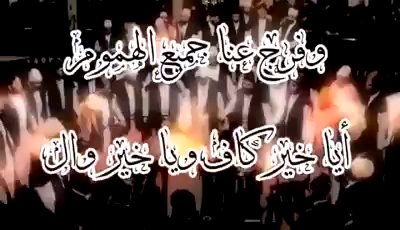 وفرج عنا جميع الهموم
أيا خير كاف ويا خير وال